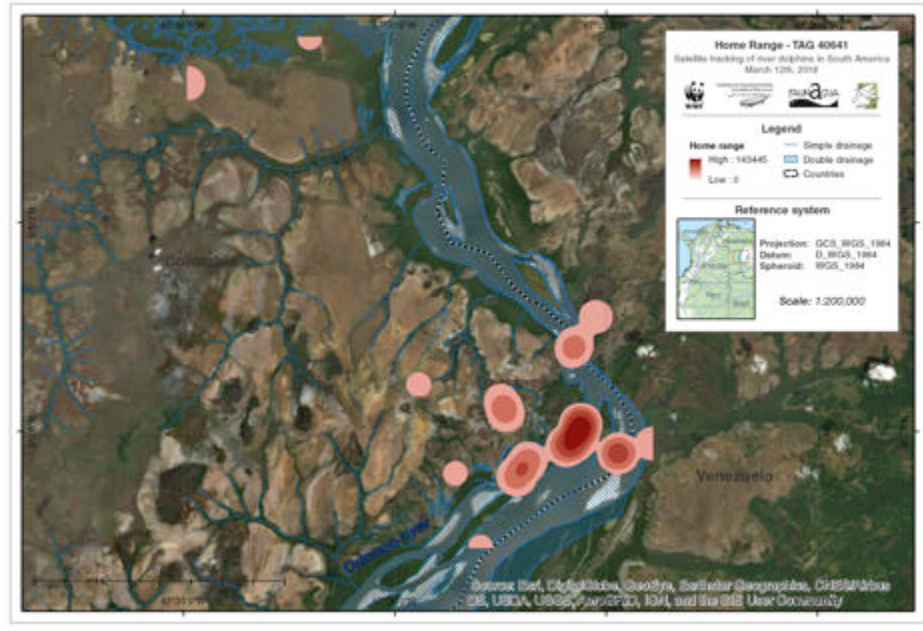 Home Range - TAG 40641
Satellite tracking of river dolphins in South America
March 12th, 2018
WWF
FAUNAGUA
Legend
Home range
High : 143445
Low : 0
Simple drainage
Double drainage
Countries
Reference system
Projection: GCS_WGS_1984
Datum: D_WGS_1984
Spheroid: WGS_1984
Scale: 1:200,000
Colombia
Venezuela
Orinoco River
Source: Esri, DigitalGlobe, GeoEye, Earthstar Geographics, CNES/Airbus
DS, USDA, USGS, AeroGRID, IGN, and the GIS User Community